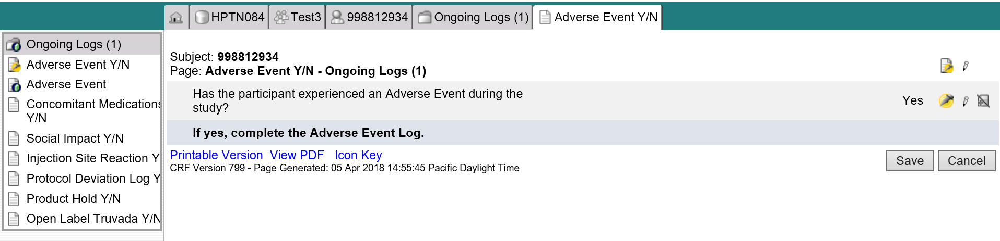 HPTN084 Test3 998812934 Ongoing Logs (1) Adverse Event Y/N
Ongoing Logs (1)
Adverse Event Y/N
Adverse Event
Concomitant Medications
Y/N
Social Impact Y/N
Injection Site Reaction Y
Protocol Deviation Log Y
Product Hold Y/N
Open Label Truvada Y/N
Subject: 998812934
Page: Adverse Event Y/N - Ongoing Logs (1)
Has the participant experienced an Adverse Event during the
study?
Yes
If yes, complete the Adverse Event Log.
Printable Version View PDF Icon Key
CRF Version 799 - Page Generated: 05 Apr 2018 14:55:45 Pacific Daylight Time
Save Cancel